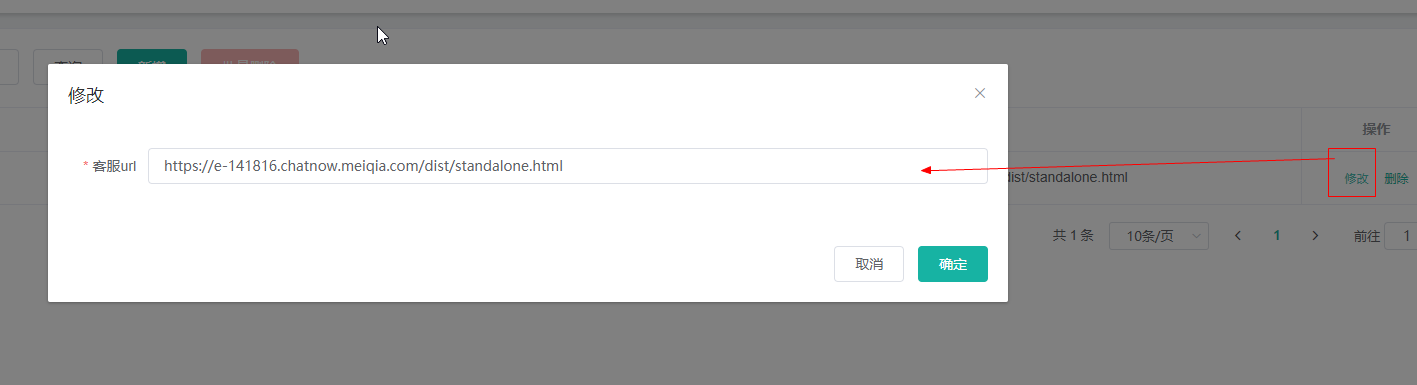 修改
* 客服url
https://e-141816.chatnow.meiqia.com/dist/standalone.html
取消
确定
操作
dist/standalone.html
修改
删除
共 1 条
10条/页
1
前往
1